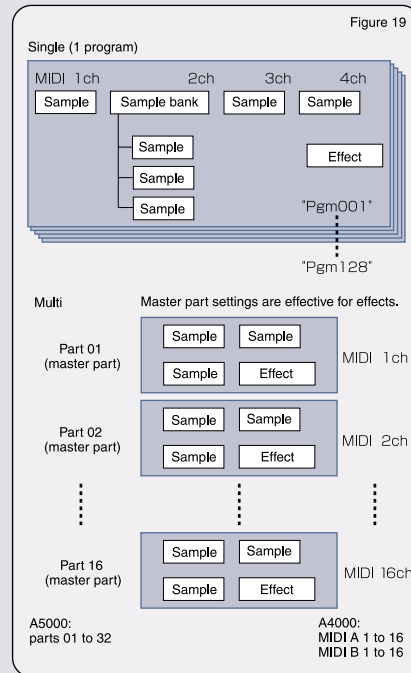 Figure 19
Single (1 program)
MIDI 1ch 2ch 3ch 4ch
Sample Sample bank Sample Sample
Sample
Effect
Sample
Sample
"Pgm001"
"Pgm128"
Multi Master part settings are effective for effects.
Part 01
(master part)
Sample Sample
Sample Effect
MIDI 1ch
Part 02
(master part)
Sample Sample
Sample Effect
MIDI 2ch
Part 16
(master part)
Sample Sample
Sample Effect
MIDI 16ch
A5000:
parts 01 to 32
A4000:
MIDI A 1 to 16
MIDI B 1 to 16